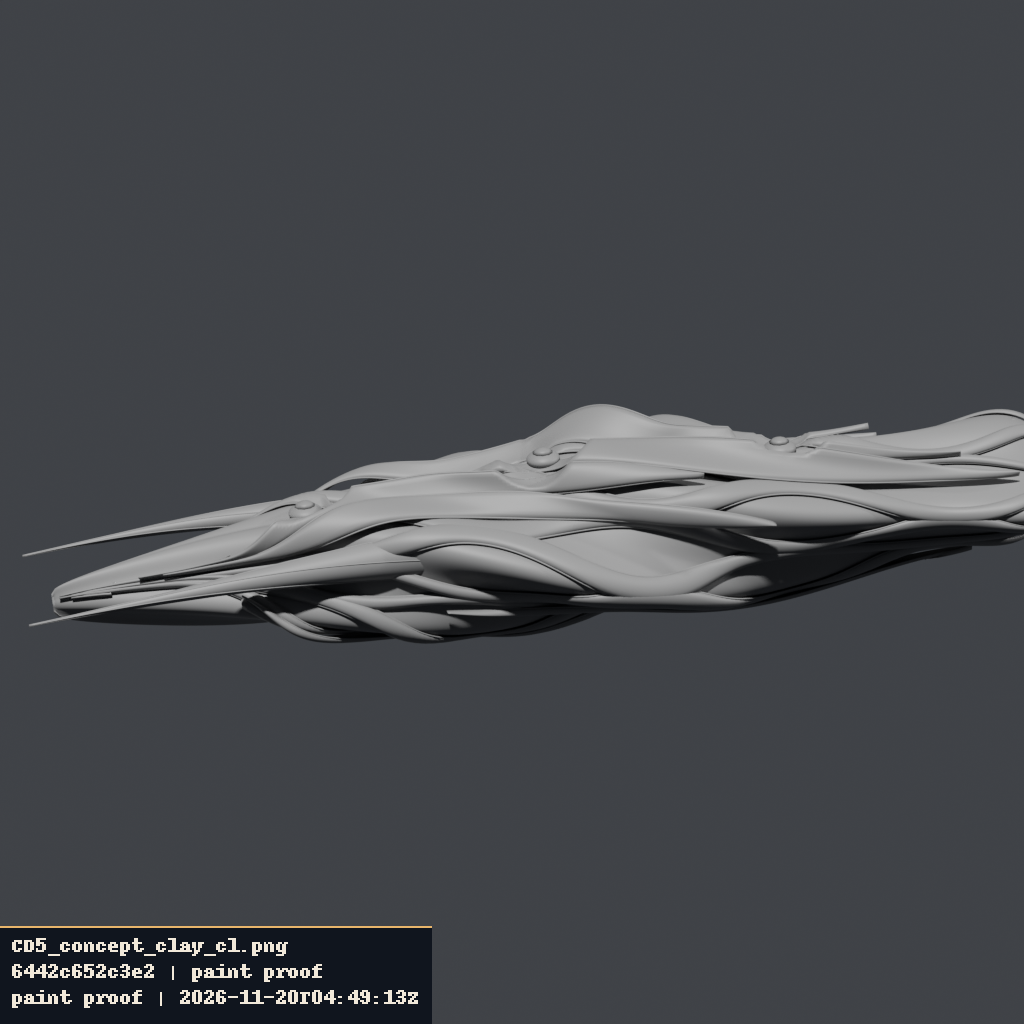 CD5_concept_clay_cl.png
6442c652c3e2 | paint proof
paint proof | 2026-11-20T04:49:13Z